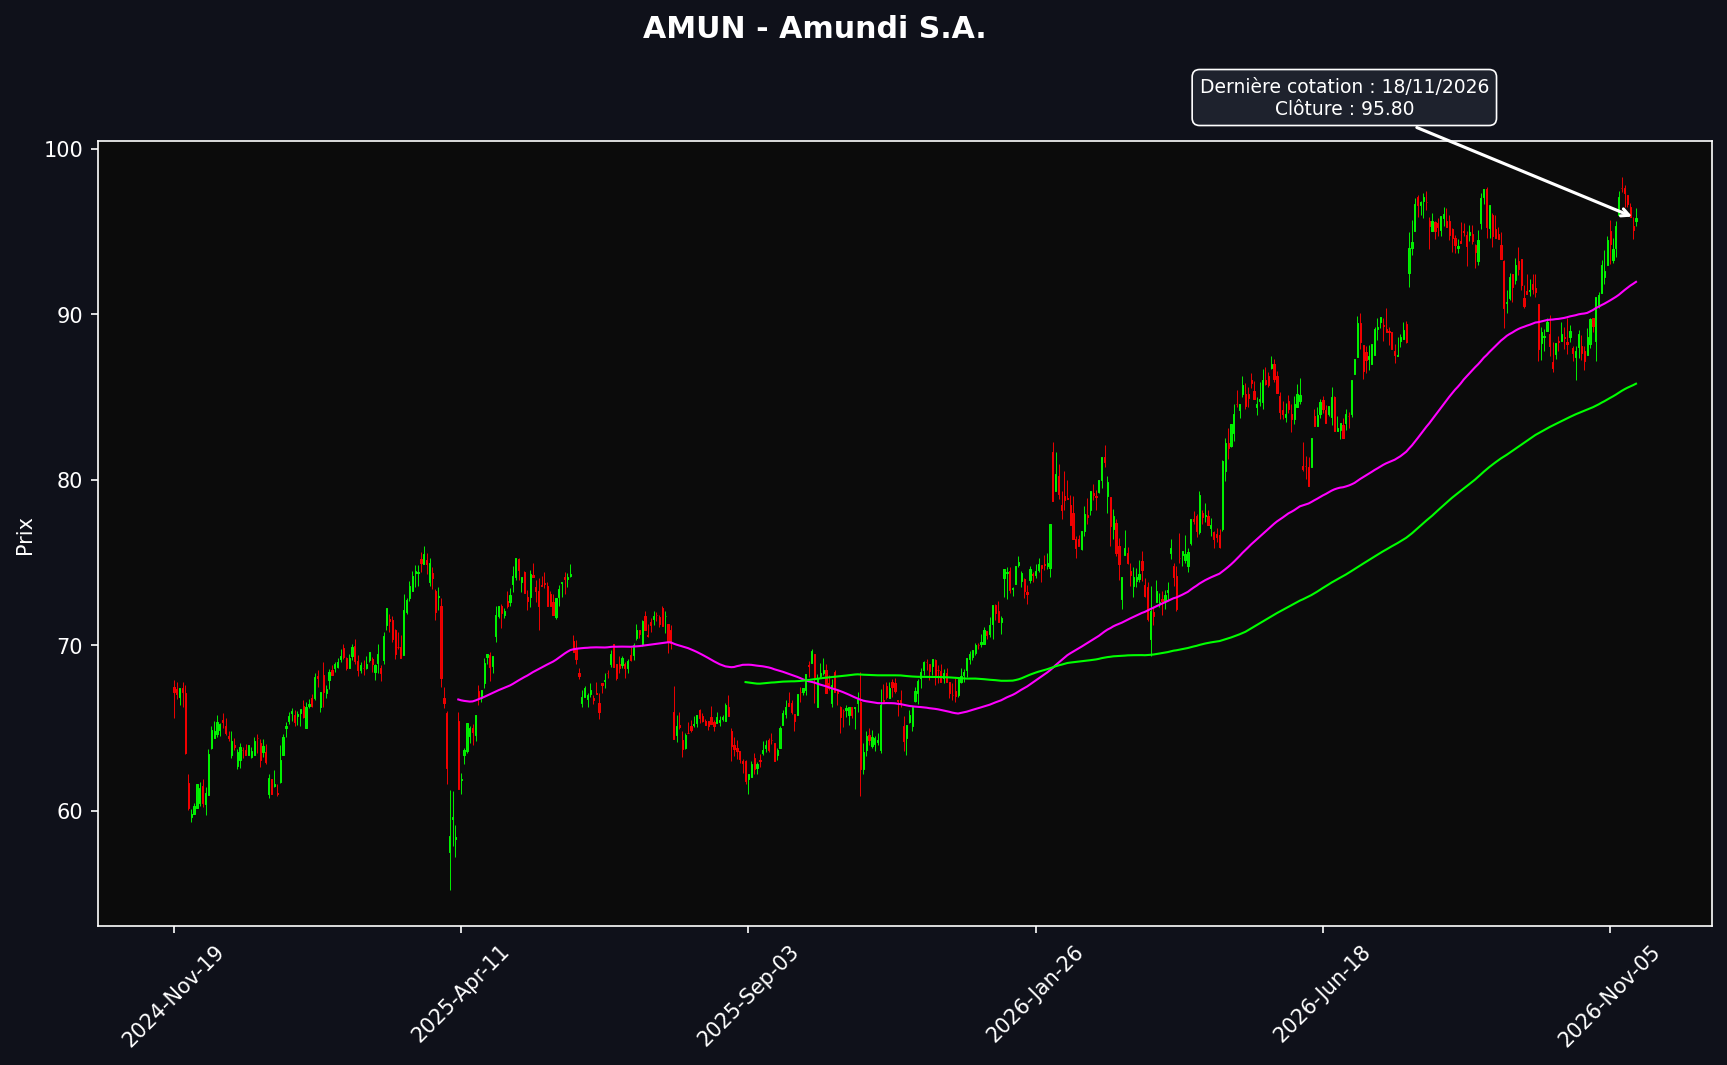 AMUN - Amundi S.A.
Dernière cotation : 18/11/2026
Clôture : 95.80
100
90
80
70
60
Prix
2024-Nov-19
2025-Apr-11
2025-Sep-03
2026-Jan-26
2026-Jun-18
2026-Nov-05